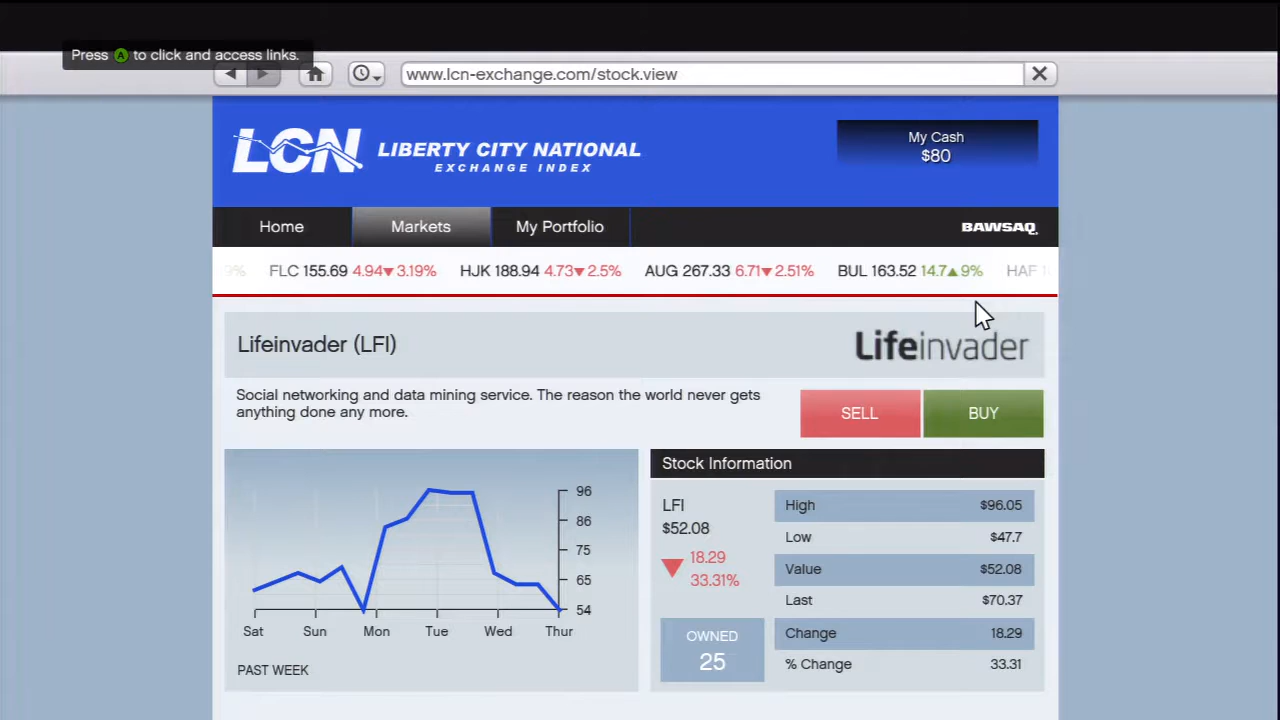 Press A to click and access links.
www.lcn-exchange.com/stock.view
LCN LIBERTY CITY NATIONAL
EXCHANGE INDEX
My Cash
$80
Home Markets My Portfolio BAWSAQ
9% FLC 155.69 4.94▼3.19% HJK 188.94 4.73▼2.5% AUG 267.33 6.71▼2.51% BUL 163.52 14.7▲9% HAF
Lifeinvader (LFI) Lifeinvader
Social networking and data mining service. The reason the world never gets
anything done any more.
SELL BUY
96
86
75
65
54
Sat Sun Mon Tue Wed Thur
PAST WEEK
Stock Information
LFI
$52.08
18.29
33.31%
OWNED
25
High $96.05
Low $47.7
Value $52.08
Last $70.37
Change 18.29
% Change 33.31